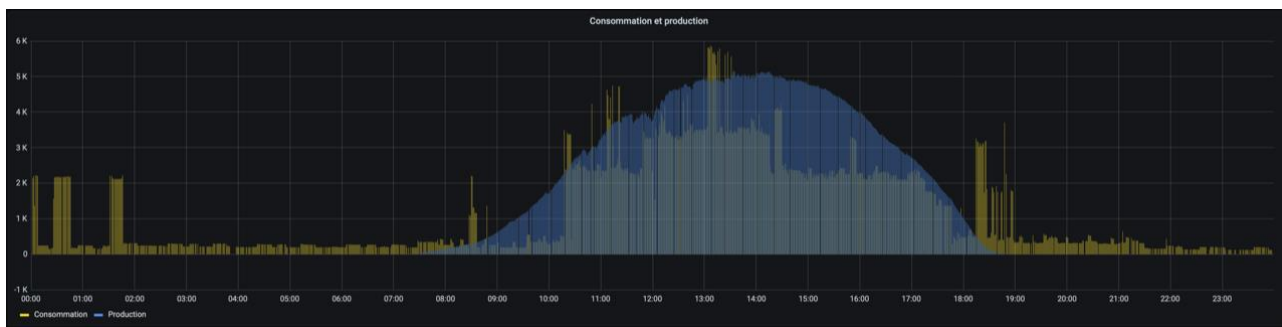 Consommation et production
6 K
5 K
4 K
3 K
2 K
1 K
0
-1 K
00:00 01:00 02:00 03:00 04:00 05:00 06:00 07:00 08:00 09:00 10:00 11:00 12:00 13:00 14:00 15:00 16:00 17:00 18:00 19:00 20:00 21:00 22:00 23:00
Consommation Production